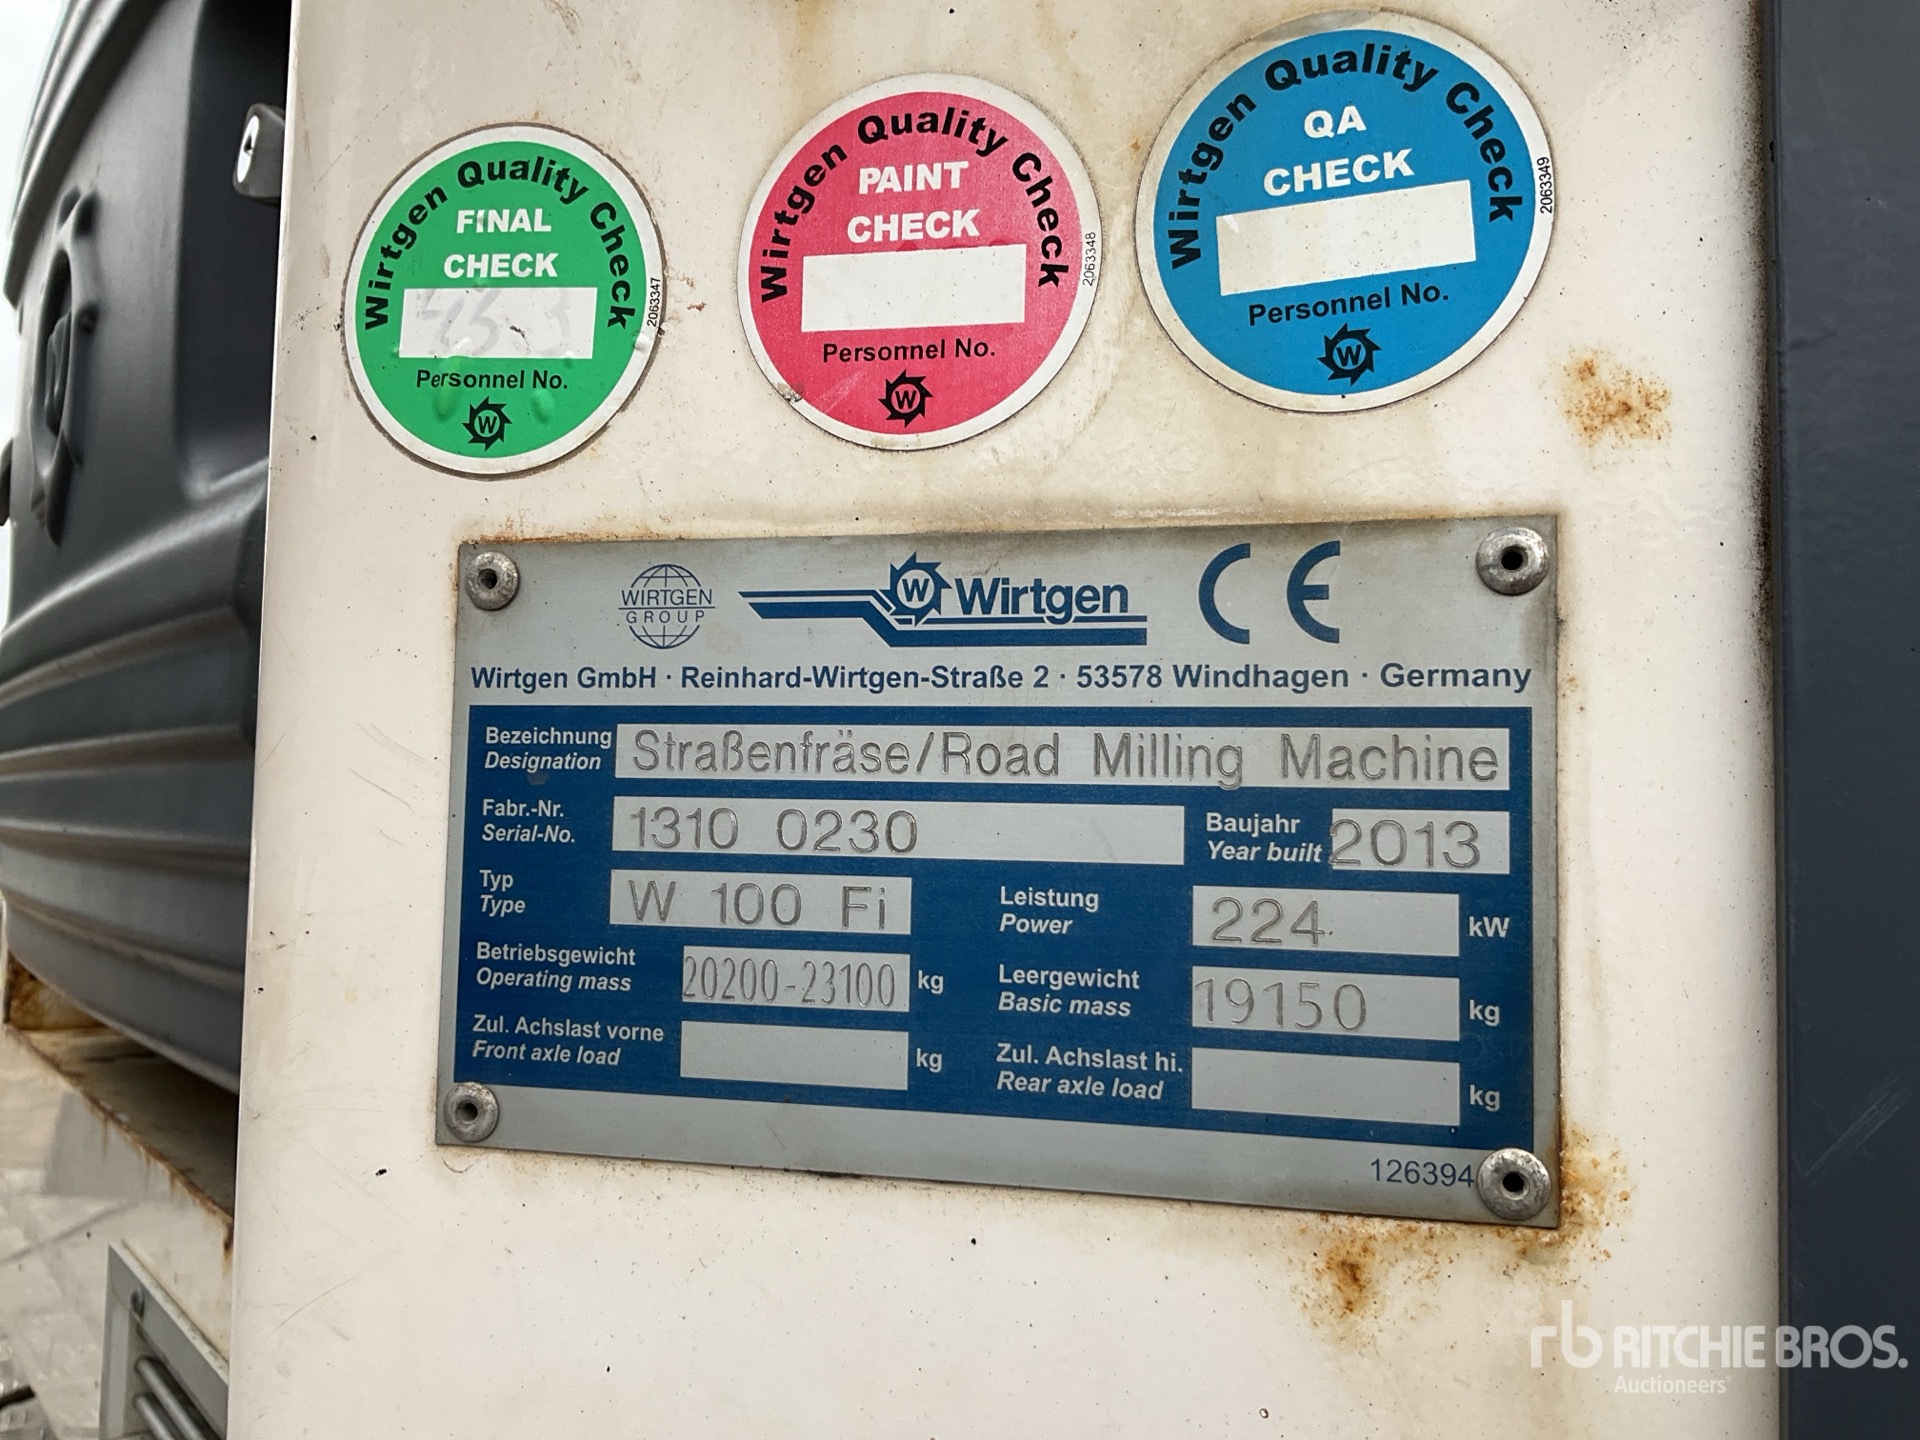 Wirtgen Quality Check
FINAL
CHECK
Personnel No.
W
2063347
Wirtgen Quality Check
PAINT
CHECK
Personnel No.
W
2063348
Wirtgen Quality Check
QA
CHECK
Personnel No.
W
2063349
WIRTGEN
GROUP
W Wirtgen
CE
Wirtgen GmbH · Reinhard-Wirtgen-Straße 2 · 53578 Windhagen · Germany
Bezeichnung
Designation
Straßenfräse/Road Milling Machine
Fabr.-Nr.
Serial-No.
1310 0230
Baujahr
Year built
2013
Typ
Type
W 100 Fi
Leistung
Power
224 kW
Betriebsgewicht
Operating mass
20200-23100 kg
Leergewicht
Basic mass
19150 kg
Zul. Achslast vorne
Front axle load
kg
Zul. Achslast hi.
Rear axle load
kg
126394
rb RITCHIE BROS.
Auctioneers